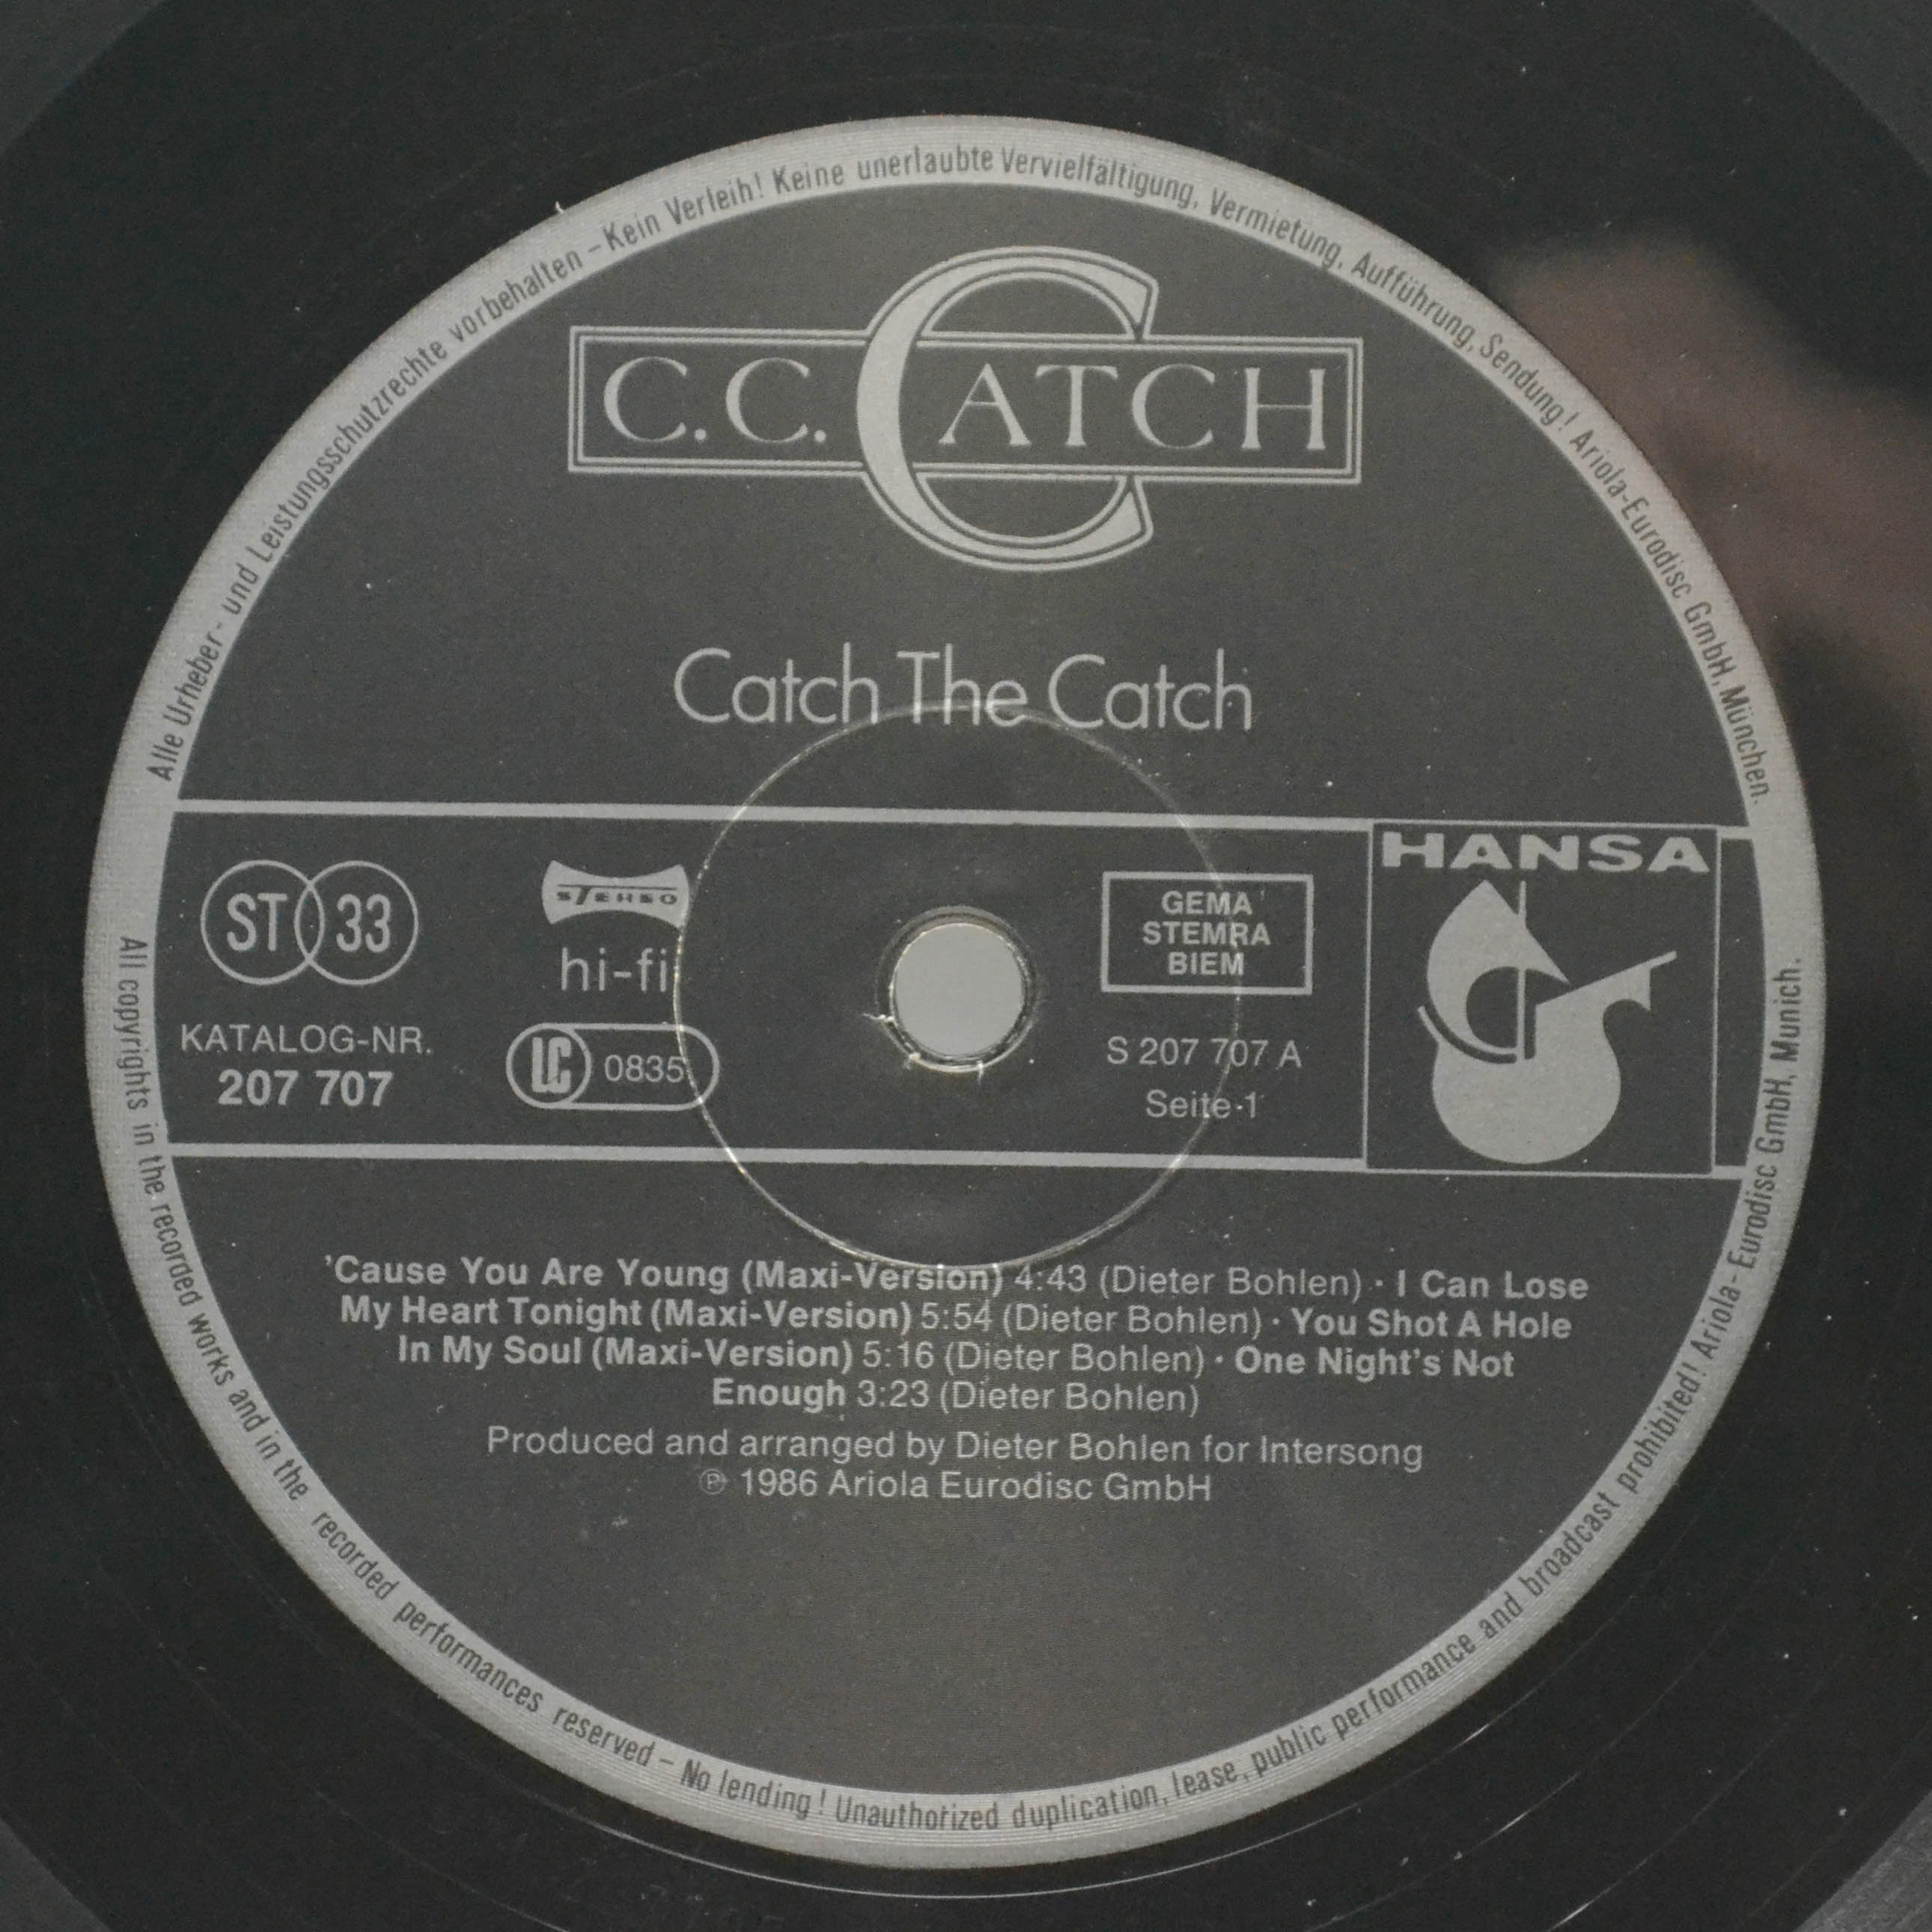 Alle Urheber- und Leistungsschutzrechte vorbehalten – Kein Verleih! Keine unerlaubte Vervielfältigung, Vermietung, Aufführung, Sendung! Ariola-Eurodisc GmbH, München.
C.C. CATCH
Catch The Catch
ST 33
KATALOG-NR.
207 707
STEREO
hi-fi
LC 0835
GEMA
STEMRA
BIEM
S 207 707 A
Seite 1
HANSA
'Cause You Are Young (Maxi-Version) 4:43 (Dieter Bohlen) · I Can Lose
My Heart Tonight (Maxi-Version) 5:54 (Dieter Bohlen) · You Shot A Hole
In My Soul (Maxi-Version) 5:16 (Dieter Bohlen) · One Night's Not
Enough 3:23 (Dieter Bohlen)
Produced and arranged by Dieter Bohlen for Intersong
℗ 1986 Ariola Eurodisc GmbH
All copyrights in the recorded works and in the recorded performances reserved – No lending! Unauthorized duplication, lease, public performance and broadcast prohibited! Ariola-Eurodisc GmbH, Munich.